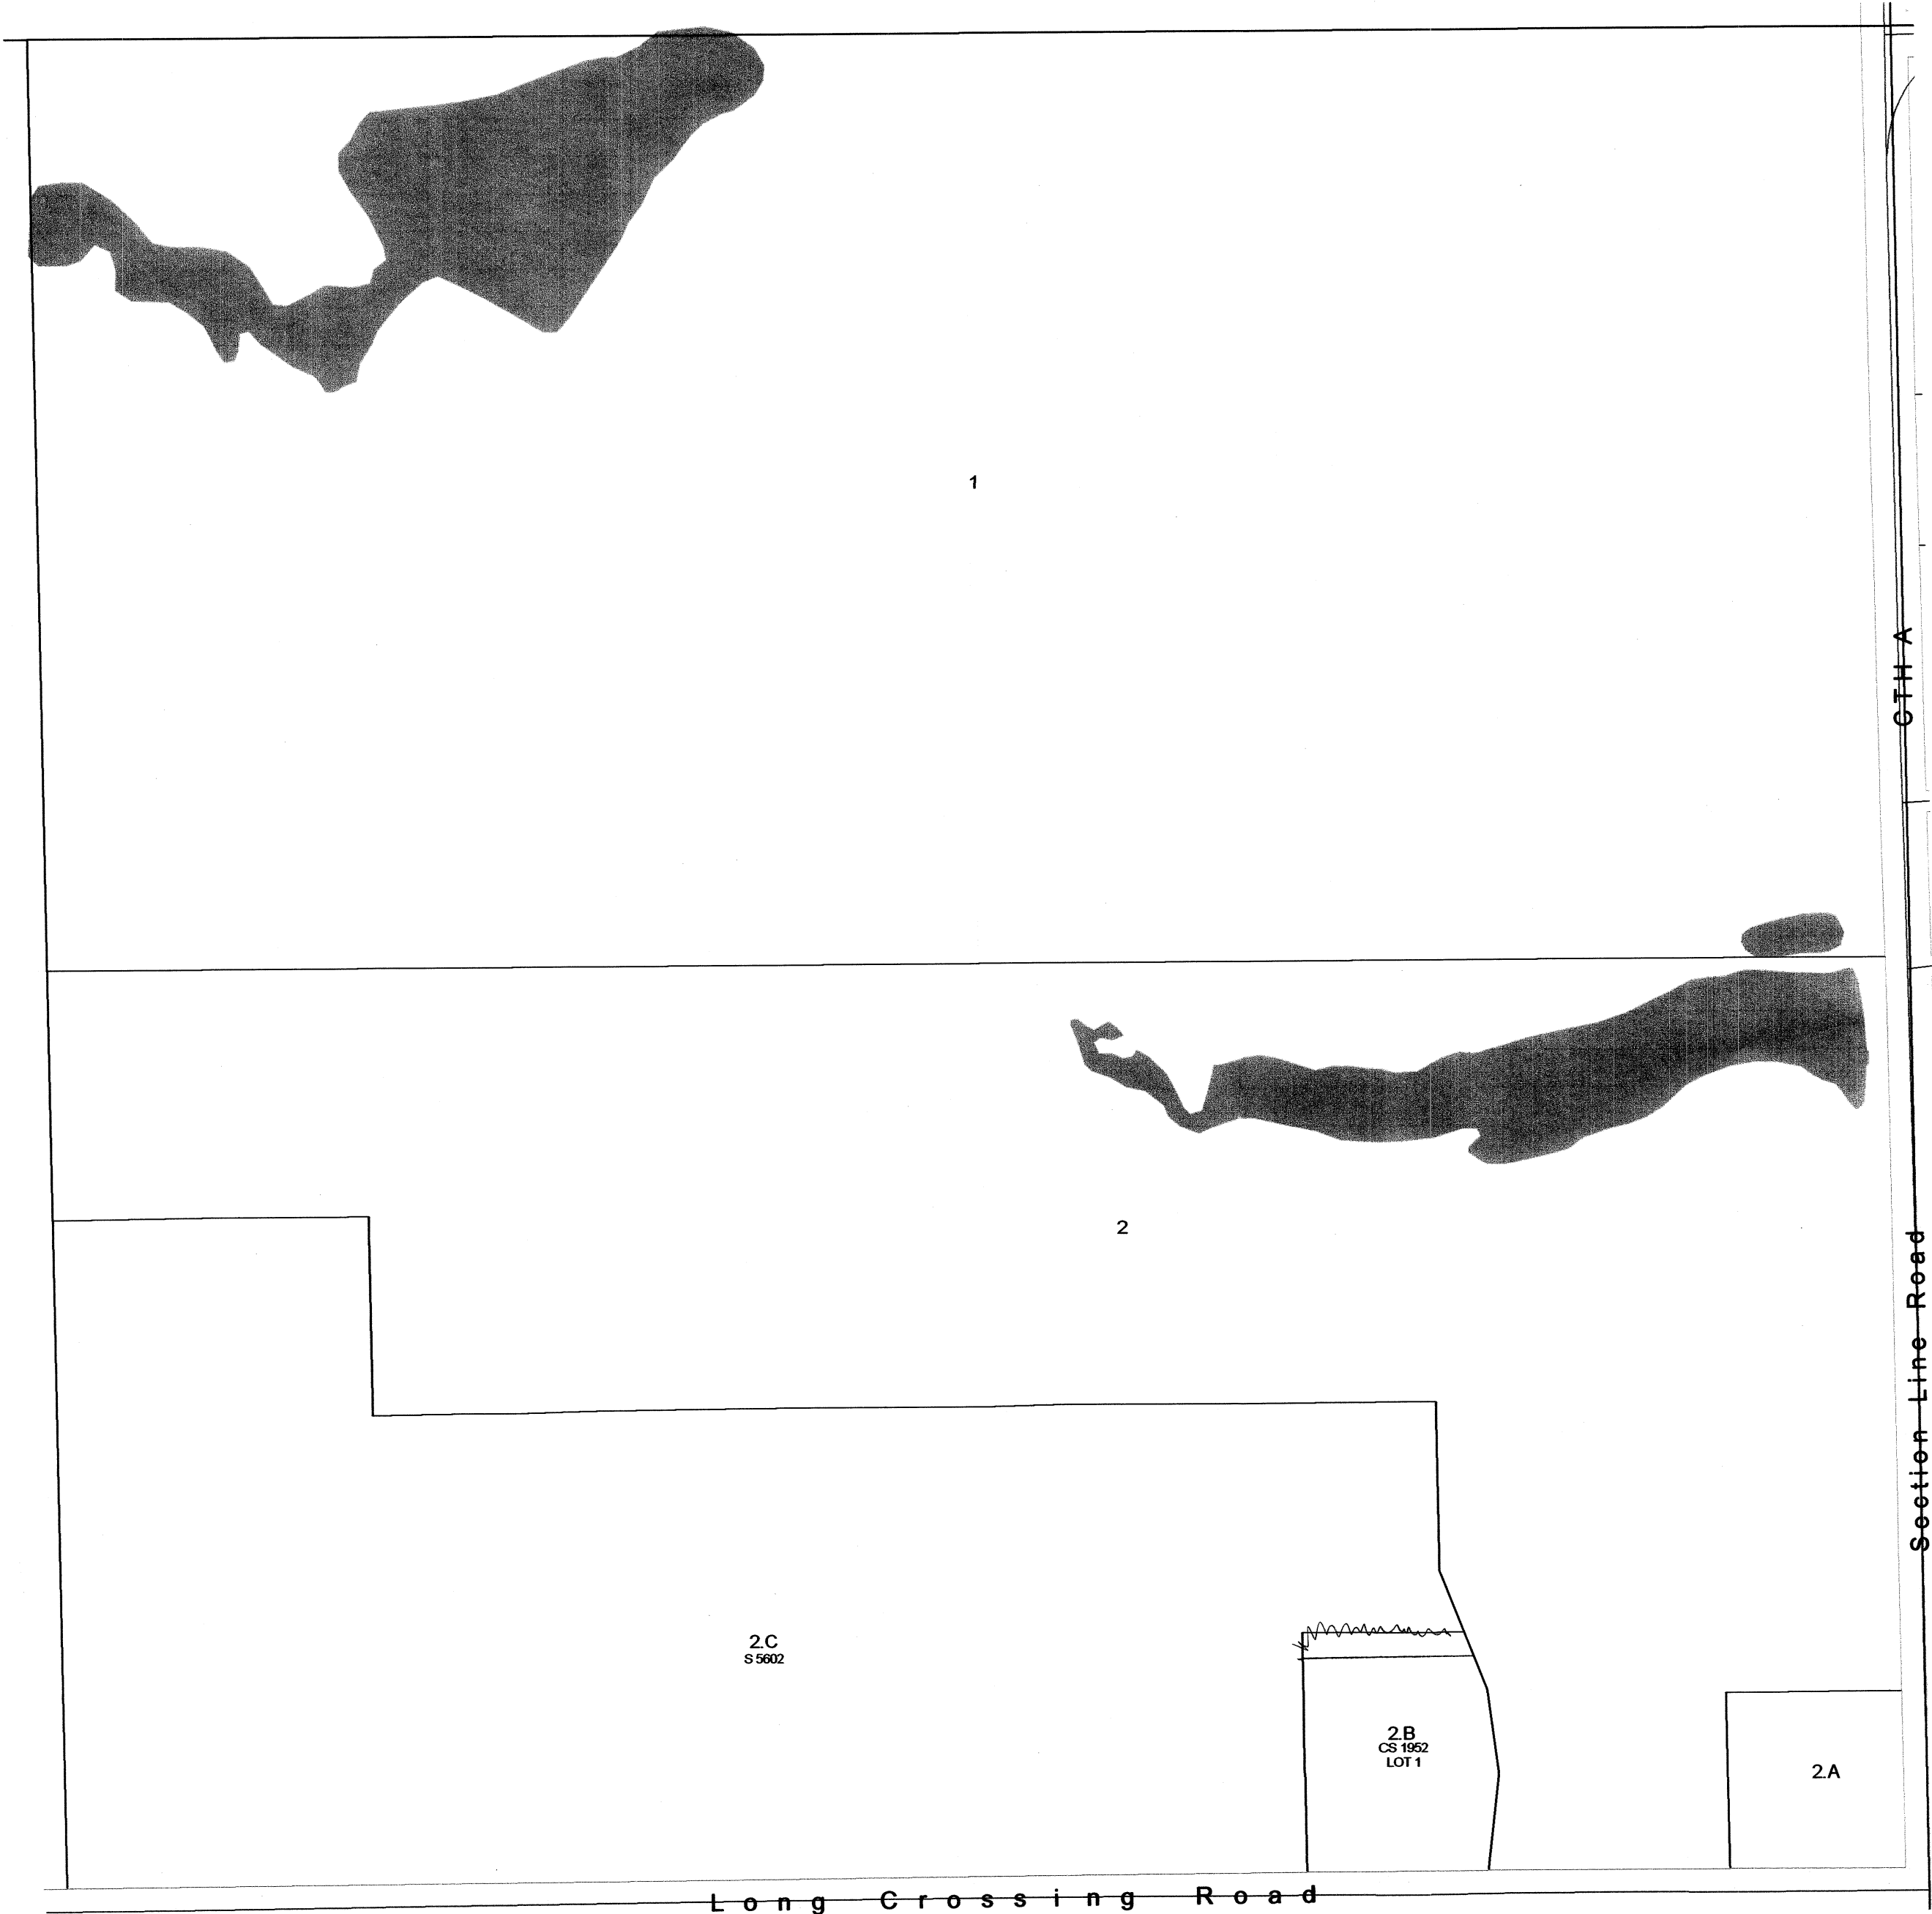 1
CTH A
2
Section Line Road
2.C
S 5602
2.B
CS 1952
LOT 1
2.A
Long Crossing Road